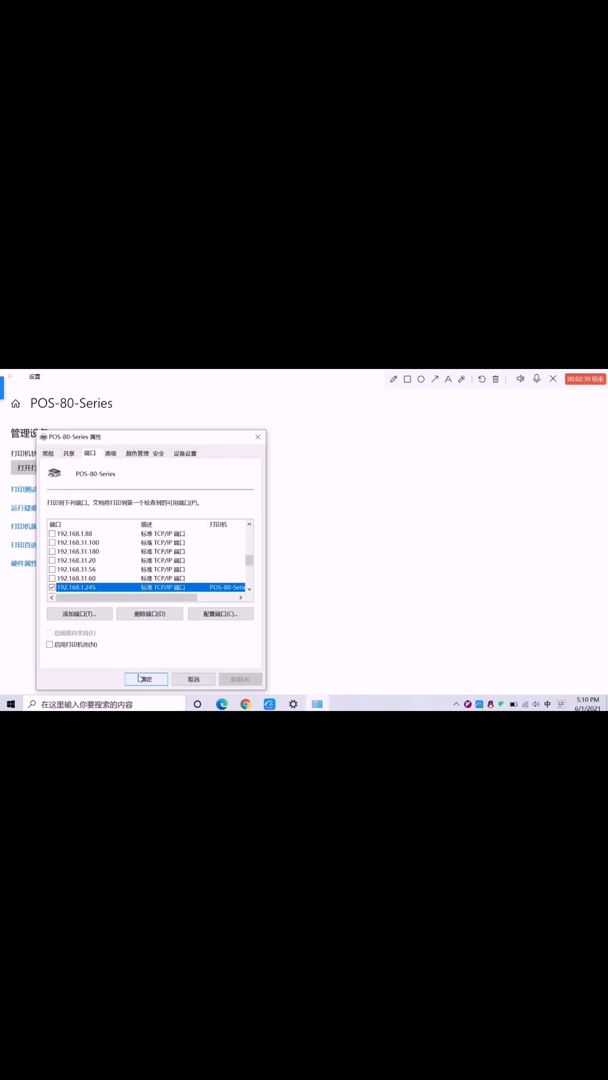 设置
00:02:39 结束
POS-80-Series
管理设备
POS-80-Series 属性
打印机状
打开打
打印测试
运行疑难
打印机属
打印首选
硬件属性
常规 共享 端口 高级 颜色管理 安全 设备设置
POS-80-Series
打印到下列端口。文档将打印到第一个检查到的可用端口(P)。
端口 描述 打印机
192.168.1.88 标准 TCP/IP 端口
192.168.31.100 标准 TCP/IP 端口
192.168.31.180 标准 TCP/IP 端口
192.168.31.20 标准 TCP/IP 端口
192.168.31.56 标准 TCP/IP 端口
192.168.31.60 标准 TCP/IP 端口
192.168.1.245 标准 TCP/IP 端口 POS-80-Seri
添加端口(T)... 删除端口(D) 配置端口(C)...
启用双向支持(E)
启用打印机池(N)
确定 取消 应用(A)
在这里输入你要搜索的内容
中
5:10 PM
6/1/2021